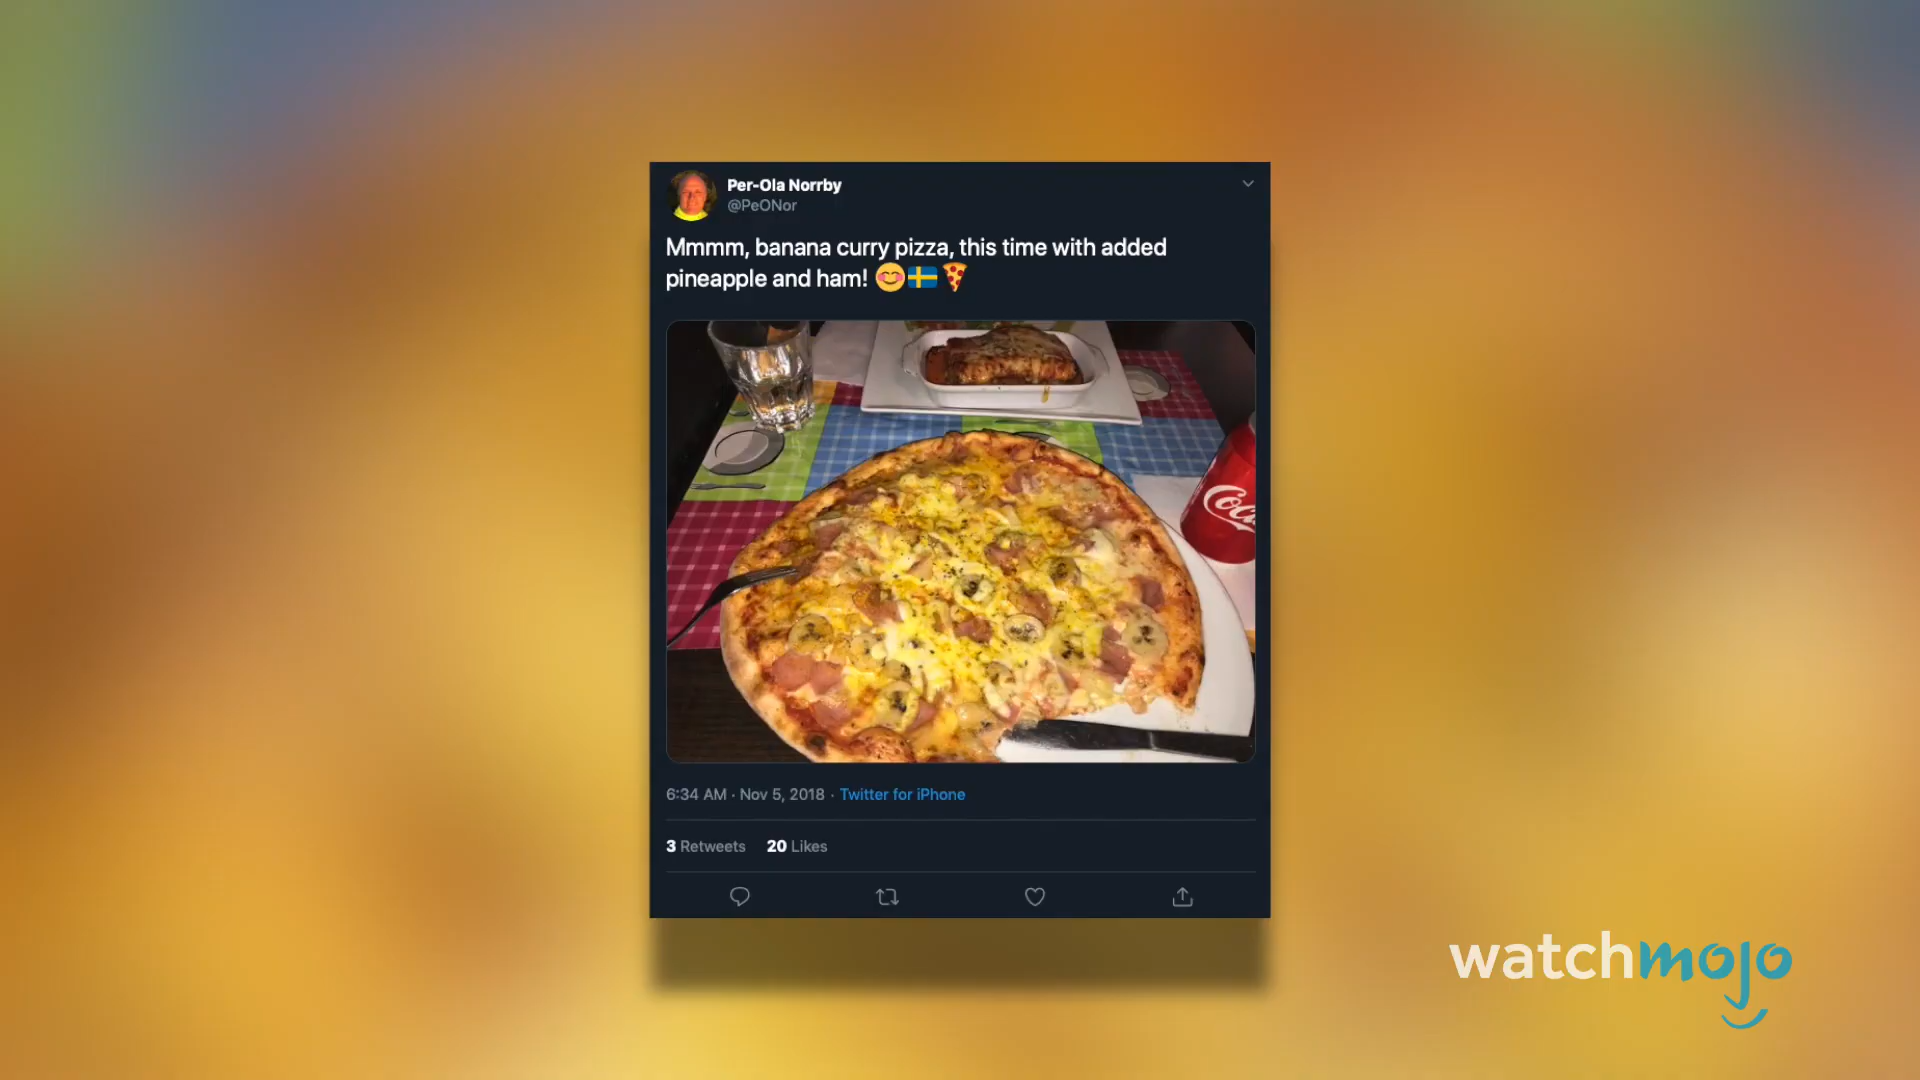 Per-Ola Norrby
@PeONor
Mmmm, banana curry pizza, this time with added
pineapple and ham! 😊🇸🇪🍕
Coc
6:34 AM · Nov 5, 2018 · Twitter for iPhone
3 Retweets 20 Likes
watchmojo